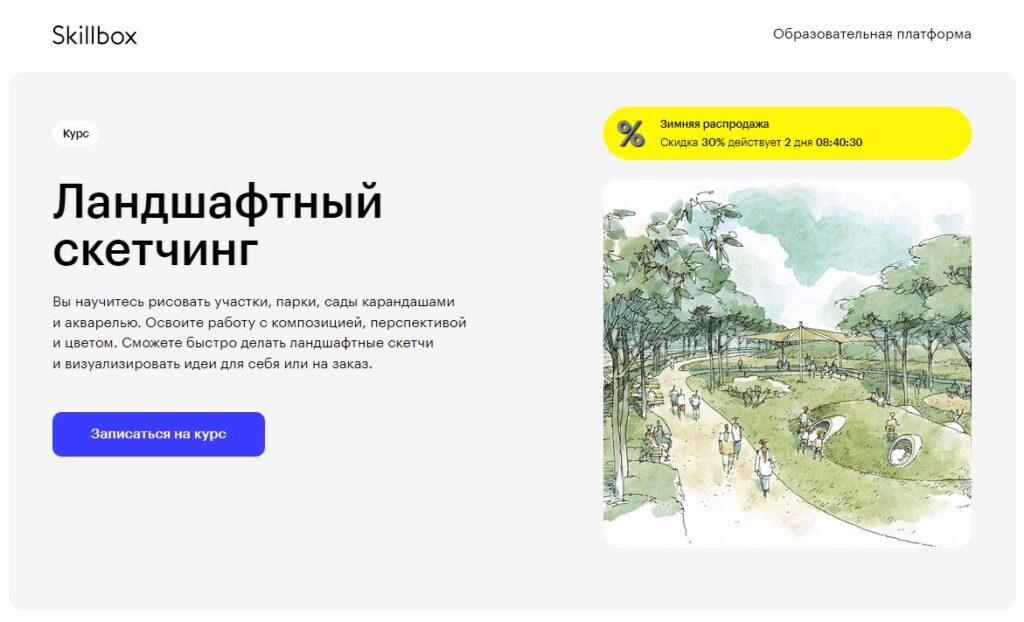 Skillbox
Образовательная платформа
Курс
Ландшафтный
скетчинг
Вы научитесь рисовать участки, парки, сады карандашами
и акварелью. Освоите работу с композицией, перспективой
и цветом. Сможете быстро делать ландшафтные скетчи
и визуализировать идеи для себя или на заказ.
Записаться на курс
%
Зимняя распродажа
Скидка 30% действует 2 дня 08:40:30